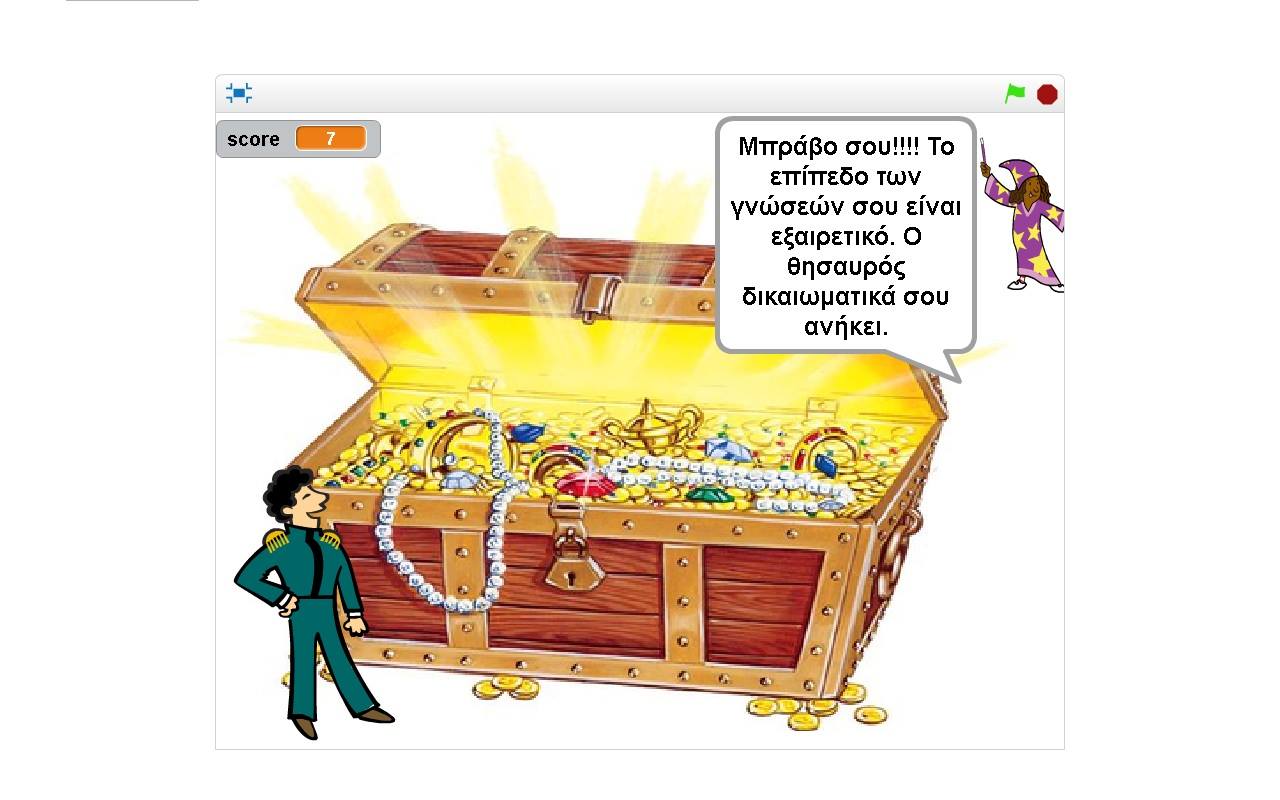 score 7
Μπράβο σου!!!! Το
επίπεδο των
γνώσεών σου είναι
εξαιρετικό. Ο
θησαυρός
δικαιωματικά σου
ανήκει.